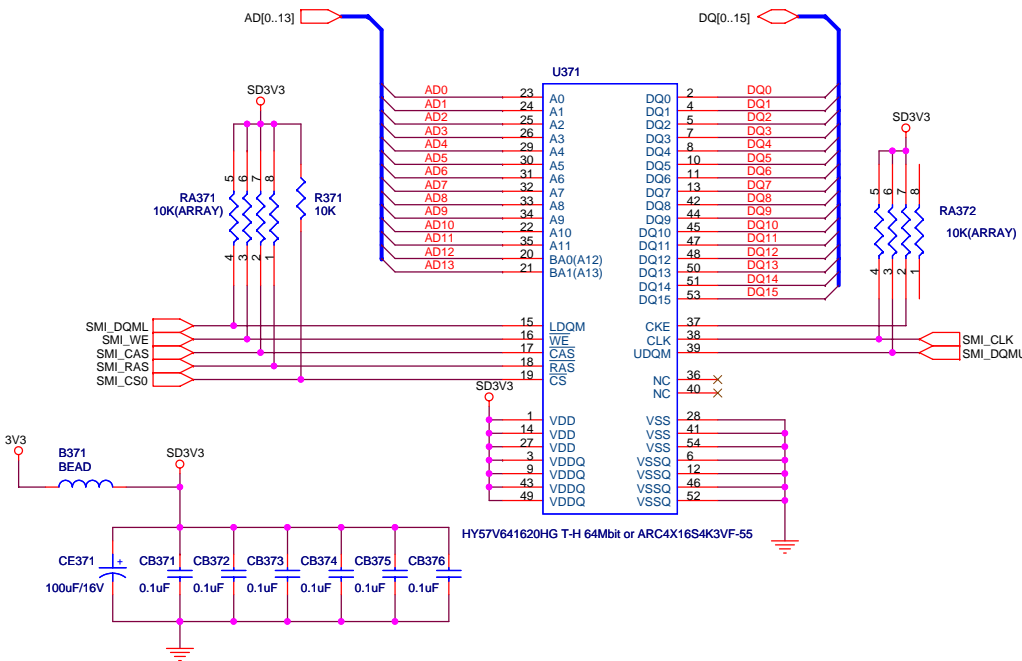 AD[0..13]
DQ[0..15]
U371
AD0 23 A0 DQ0 2 DQ0
AD1 24 A1 DQ1 4 DQ1
AD2 25 A2 DQ2 5 DQ2
AD3 26 A3 DQ3 7 DQ3
AD4 29 A4 DQ4 8 DQ4
AD5 30 A5 DQ5 10 DQ5
AD6 31 A6 DQ6 11 DQ6
AD7 32 A7 DQ7 13 DQ7
AD8 33 A8 DQ8 42 DQ8
AD9 34 A9 DQ9 44 DQ9
AD10 22 A10 DQ10 45 DQ10
AD11 35 A11 DQ11 47 DQ11
AD12 20 BA0(A12) DQ12 48 DQ12
AD13 21 BA1(A13) DQ13 50 DQ13
DQ14 51 DQ14
DQ15 53 DQ15
SD3V3
5 6 7 8
RA371
10K(ARRAY)
4 3 2 1
R371
10K
SD3V3
5 6 7 8
RA372
10K(ARRAY)
4 3 2 1
SMI_DQML 15 LDQM CKE 37
SMI_WE 16 WE CLK 38 SMI_CLK
SMI_CAS 17 CAS UDQM 39 SMI_DQMU
SMI_RAS 18 RAS
SMI_CS0 19 CS NC 36
NC 40
SD3V3
1 VDD VSS 28
14 VDD VSS 41
27 VDD VSS 54
3 VDDQ VSSQ 6
9 VDDQ VSSQ 12
43 VDDQ VSSQ 46
49 VDDQ VSSQ 52
HY57V641620HG T-H 64Mbit or ARC4X16S4K3VF-55
3V3
B371
BEAD
SD3V3
CE371
+
100uF/16V
CB371
0.1uF
CB372
0.1uF
CB373
0.1uF
CB374
0.1uF
CB375
0.1uF
CB376
0.1uF